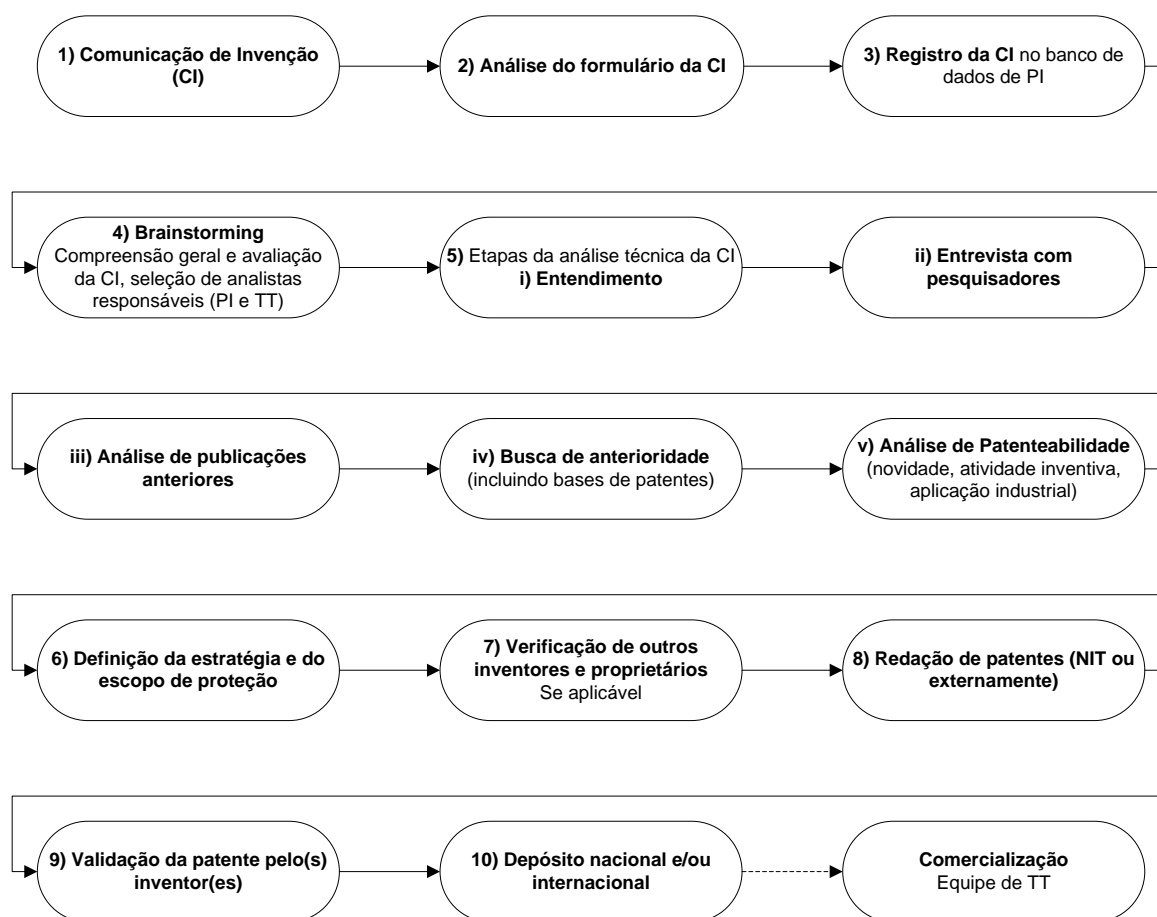 1) Comunicação de Invenção
(CI)
2) Análise do formulário da CI
3) Registro da CI no banco de
dados de PI
4) Brainstorming
Compreensão geral e avaliação
da CI, seleção de analistas
responsáveis (PI e TT)
5) Etapas da análise técnica da CI
i) Entendimento
ii) Entrevista com
pesquisadores
iii) Análise de publicações
anteriores
iv) Busca de anterioridade
(incluindo bases de patentes)
v) Análise de Patenteabilidade
(novidade, atividade inventiva,
aplicação industrial)
6) Definição da estratégia e do
escopo de proteção
7) Verificação de outros
inventores e proprietários
Se aplicável
8) Redação de patentes (NIT ou
externamente)
9) Validação da patente pelo(s)
inventor(es)
10) Depósito nacional e/ou
internacional
Comercialização
Equipe de TT